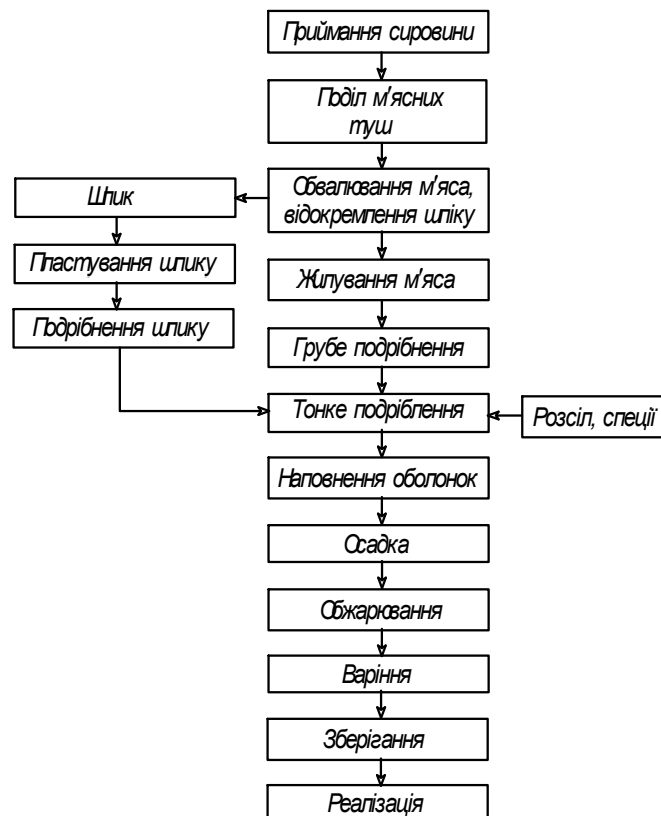 Приймання сировини
Поділ м'ясних
туш
Обвалювання м'яса,
відокремлення шпіку
Шпик
Пластування шпику
Жилування м'яса
Подрібнення шпику
Грубе подрібнення
Тонке подріблення
Розсіл, спеції
Наповнення оболонок
Осадка
Обжарювання
Варіння
Зберігання
Реалізація